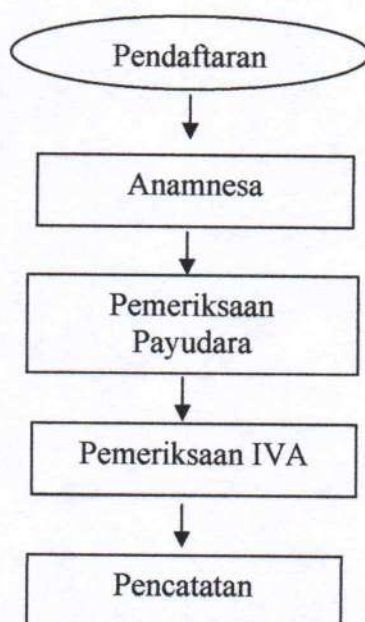 Pendaftaran
Anamnesa
Pemeriksaan
Payudara
Pemeriksaan IVA
Pencatatan